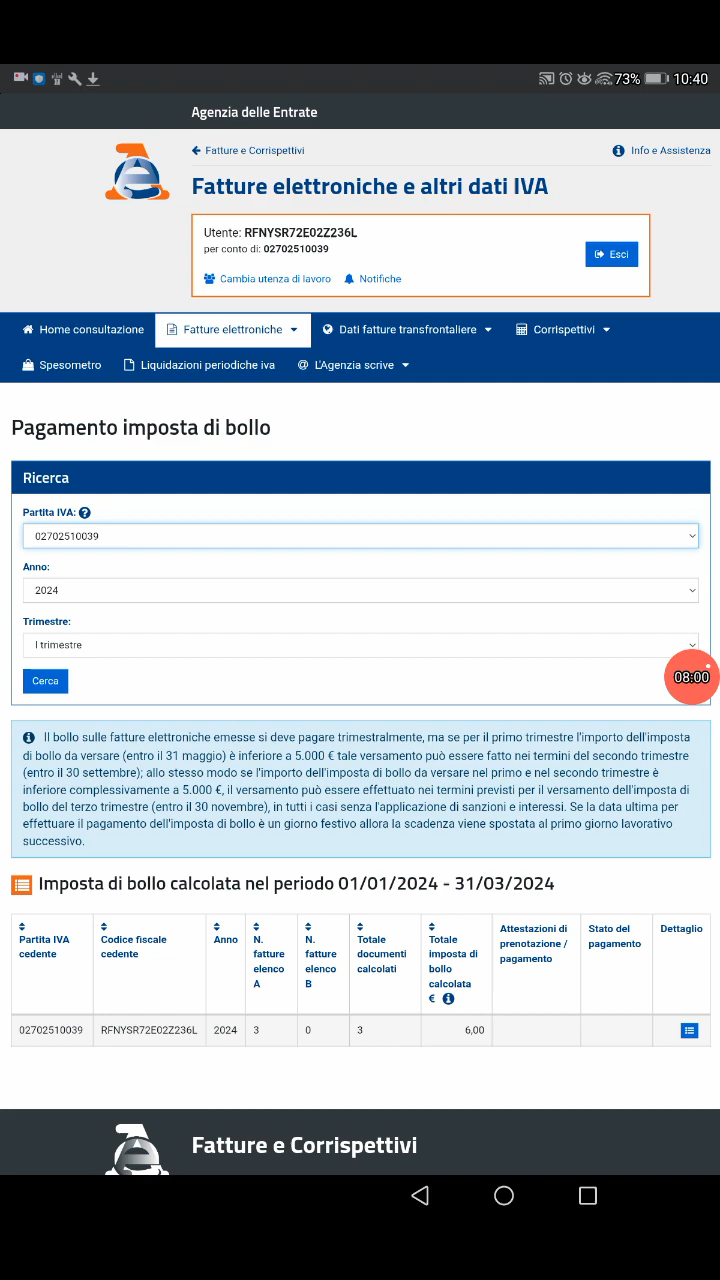 73% 10:40
Agenzia delle Entrate
Fatture e Corrispettivi
Info e Assistenza
Fatture elettroniche e altri dati IVA
Utente: RFNYSR72E02Z236L
per conto di: 02702510039
Esci
Cambia utenza di lavoro Notifiche
Home consultazione Fatture elettroniche Dati fatture transfrontaliere Corrispettivi
Spesometro Liquidazioni periodiche iva @ L'Agenzia scrive
Pagamento imposta di bollo
Ricerca
Partita IVA:
02702510039
Anno:
2024
Trimestre:
I trimestre
Cerca
08:00
Il bollo sulle fatture elettroniche emesse si deve pagare trimestralmente, ma se per il primo trimestre l'importo dell'imposta
di bollo da versare (entro il 31 maggio) è inferiore a 5.000 € tale versamento può essere fatto nei termini del secondo trimestre
(entro il 30 settembre); allo stesso modo se l'importo dell'imposta di bollo da versare nel primo e nel secondo trimestre è
inferiore complessivamente a 5.000 €, il versamento può essere effettuato nei termini previsti per il versamento dell'imposta di
bollo del terzo trimestre (entro il 30 novembre), in tutti i casi senza l'applicazione di sanzioni e interessi. Se la data ultima per
effettuare il pagamento dell'imposta di bollo è un giorno festivo allora la scadenza viene spostata al primo giorno lavorativo
successivo.
Imposta di bollo calcolata nel periodo 01/01/2024 - 31/03/2024
Partita IVA
cedente
Codice fiscale
cedente
Anno
N.
fatture
elenco
A
N.
fatture
elenco
B
Totale
documenti
calcolati
Totale
imposta di
bollo
calcolata
€
Attestazioni di
prenotazione /
pagamento
Stato del
pagamento
Dettaglio
02702510039 RFNYSR72E02Z236L 2024 3 0 3 6,00
Fatture e Corrispettivi